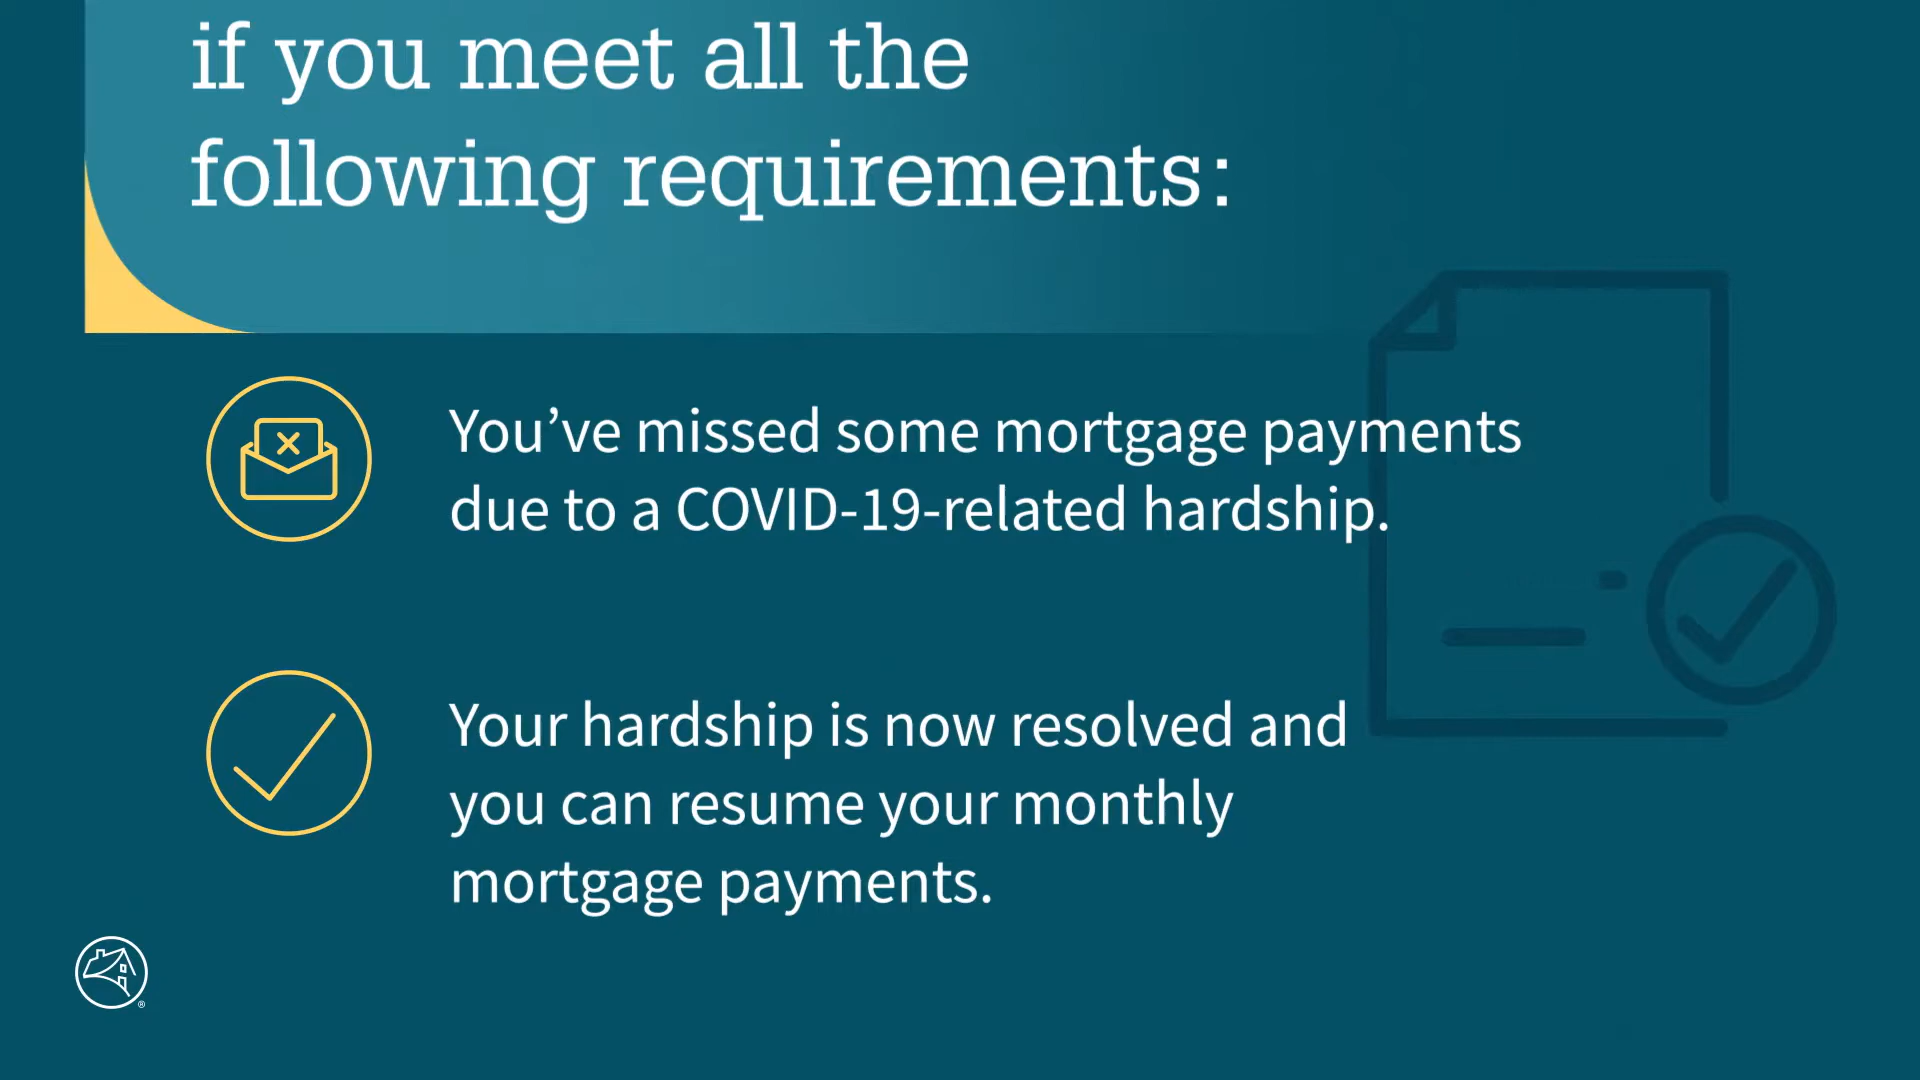 if you meet all the
following requirements:
You’ve missed some mortgage payments
due to a COVID-19-related hardship.
Your hardship is now resolved and
you can resume your monthly
mortgage payments.
®